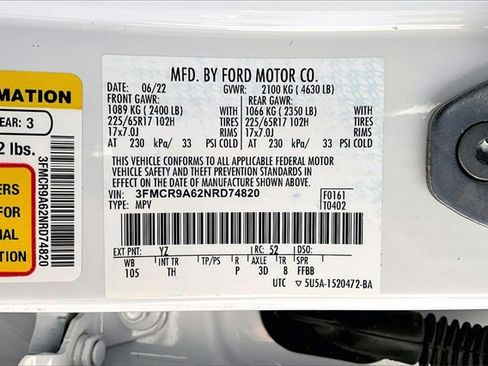 MFD. BY FORD MOTOR CO.
DATE: 06/22 GVWR: 2100 KG ( 4630 LB)
FRONT GAWR: REAR GAWR:
1089 KG ( 2400 LB) WITH 1066 KG ( 2350 LB) WITH
225/65R17 102H TIRES 225/65R17 102H TIRES
17x7.0J RIMS 17x7.0J RIMS
AT 230 kPa/ 33 PSI COLD AT 230 kPa/ 33 PSI COLD
THIS VEHICLE CONFORMS TO ALL APPLICABLE FEDERAL MOTOR
VEHICLE SAFETY AND THEFT PREVENTION STANDARDS IN
EFFECT ON THE DATE OF MANUFACTURE SHOWN ABOVE.
VIN: 3FMCR9A62NRD74820 F0161
TYPE: MPV T0402
EXT PNT: YZ RC: 52 DSO:
WB INT TR TP/PS R AXLE TR SPR
105 TH P 3D 8 FFBB
UTC 5U5A-1520472-BA
RMATION
EAR: 3
2 lbs.
ERS
FOR
NAL
ION
3FMCR9A62NRD74820